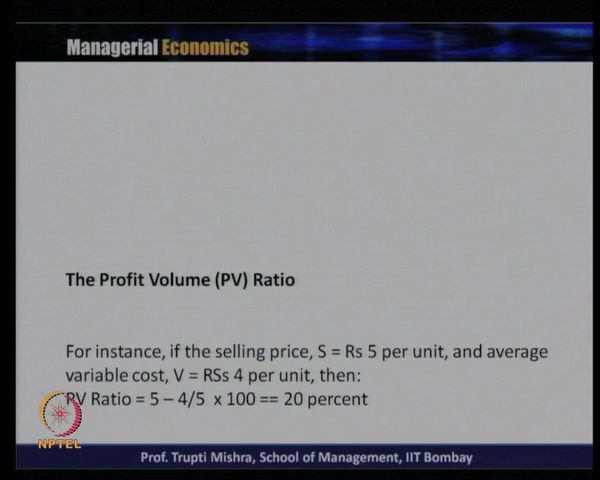 Managerial Economics
The Profit Volume (PV) Ratio
For instance, if the selling price, S = Rs 5 per unit, and average
variable cost, V = RSs 4 per unit, then:
PV Ratio = 5 – 4/5 x 100 == 20 percent
NPTEL
Prof. Trupti Mishra, School of Management, IIT Bombay